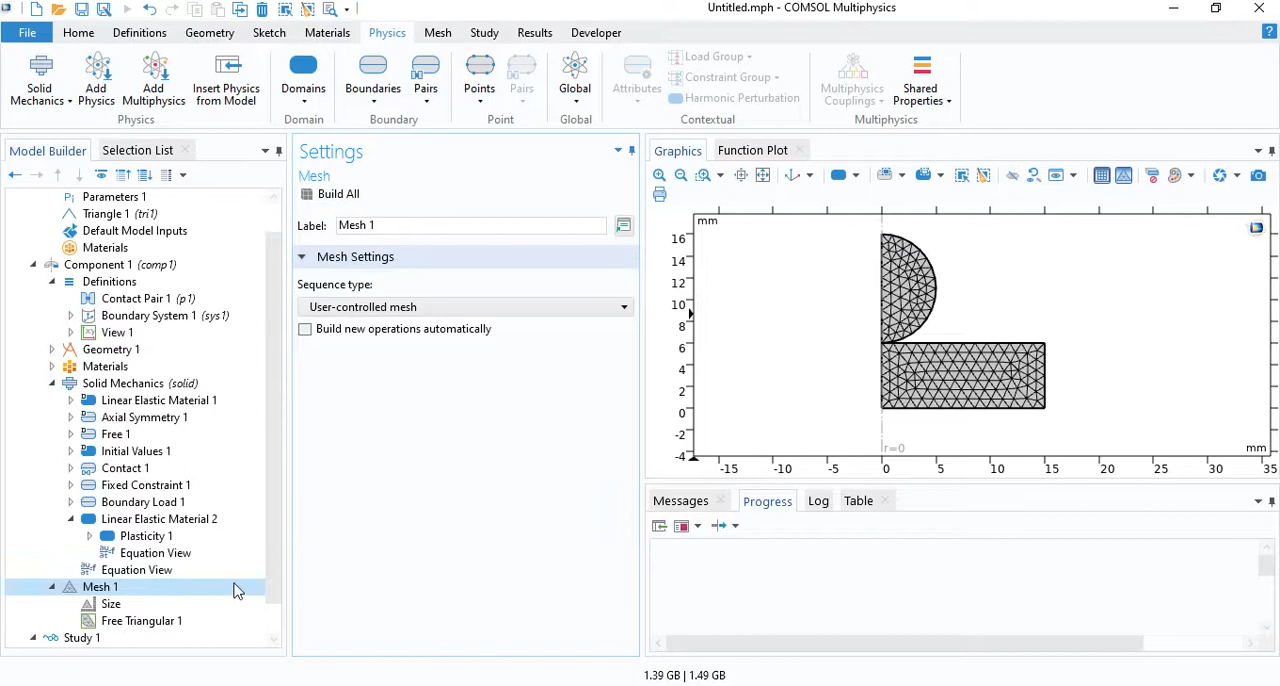 Untitled.mph - COMSOL Multiphysics
File Home Definitions Geometry Sketch Materials Physics Mesh Study Results Developer
Solid Mechanics
Add Physics
Add Multiphysics
Insert Physics from Model
Physics
Domains
Domain
Boundaries
Pairs
Boundary
Points
Pairs
Point
Global
Global
Attributes
Load Group
Constraint Group
Harmonic Perturbation
Contextual
Multiphysics Couplings
Shared Properties
Multiphysics
Model Builder
Selection List
Parameters 1
Triangle 1 (tri1)
Default Model Inputs
Materials
Component 1 (comp1)
Definitions
Contact Pair 1 (p1)
Boundary System 1 (sys1)
View 1
Geometry 1
Materials
Solid Mechanics (solid)
Linear Elastic Material 1
Axial Symmetry 1
Free 1
Initial Values 1
Contact 1
Fixed Constraint 1
Boundary Load 1
Linear Elastic Material 2
Plasticity 1
Equation View
Equation View
Mesh 1
Size
Free Triangular 1
Study 1
Settings
Mesh
Build All
Label: Mesh 1
Mesh Settings
Sequence type:
User-controlled mesh
Build new operations automatically
Graphics
Function Plot
mm
16
14
12
10
8
6
4
2
0
-2
-4
r=0
mm
-15 -10 -5 0 5 10 15 20 25 30 35
Messages Progress Log Table
1.39 GB | 1.49 GB